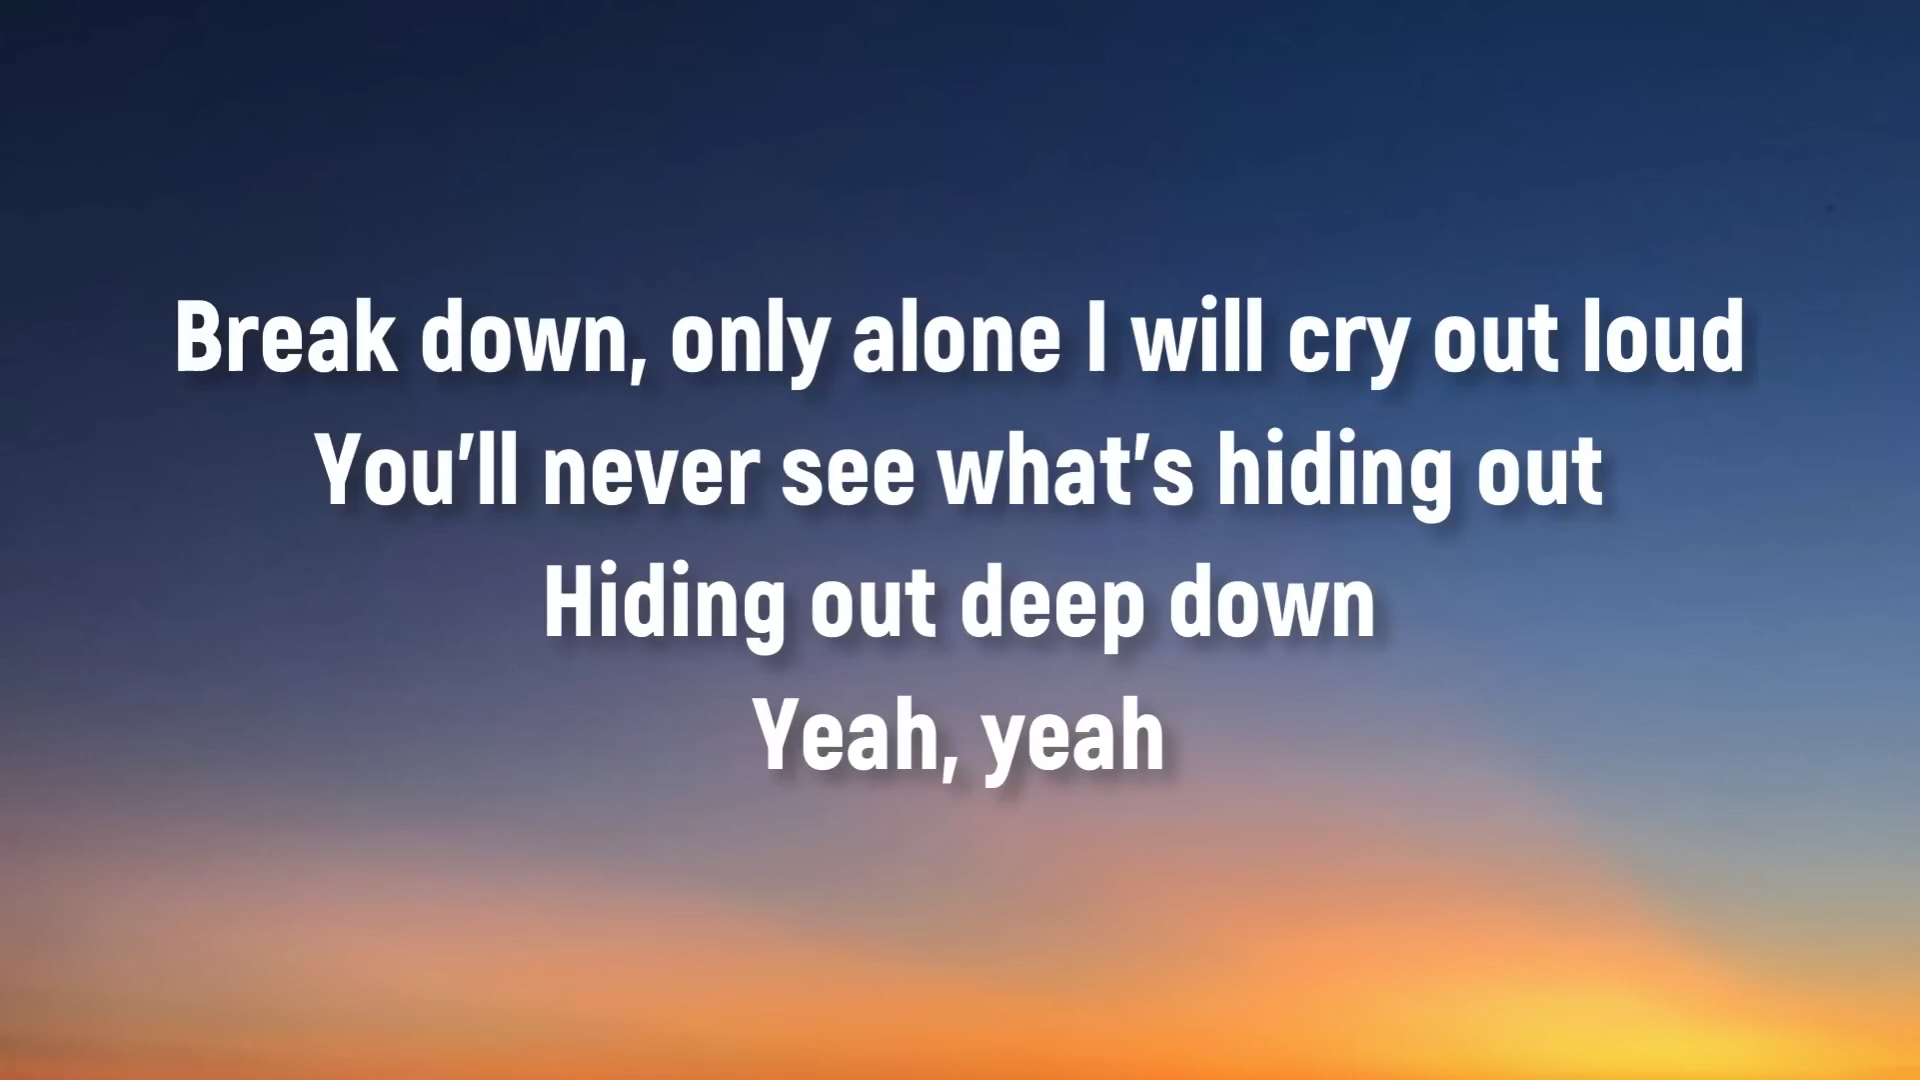 Break down, only alone I will cry out loud
You’ll never see what’s hiding out
Hiding out deep down
Yeah, yeah